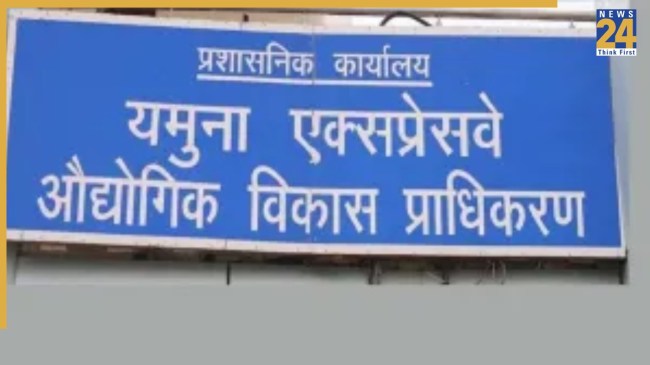 NEWS
24
Think First
प्रशासनिक कार्यालय
यमुना एक्सप्रेसवे
औद्योगिक विकास प्राधिकरण